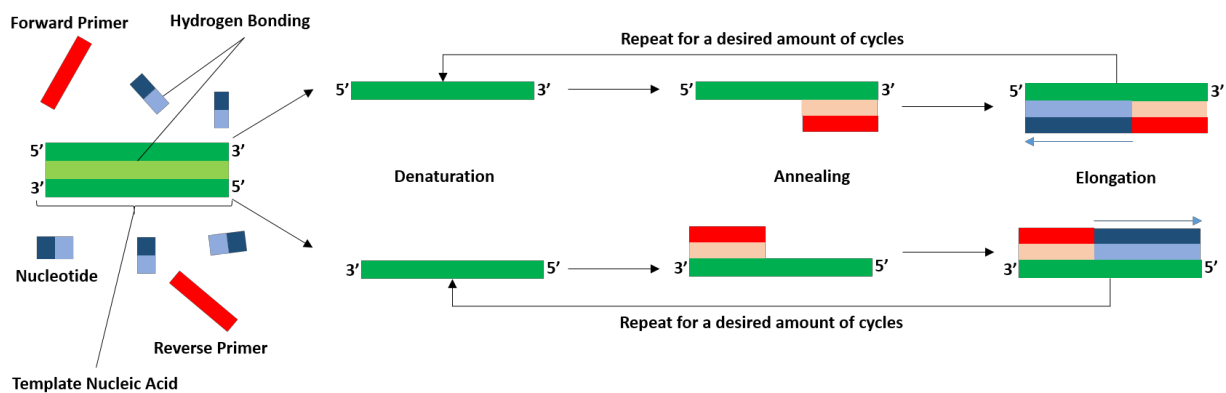 Forward Primer
Hydrogen Bonding
Repeat for a desired amount of cycles
5’ 3’
5’ 3’
5’ 3’
5’ 3’
3’ 5’
Denaturation
Annealing
Elongation
Nucleotide
3’ 5’
3’ 5’
3’ 5’
Reverse Primer
Repeat for a desired amount of cycles
Template Nucleic Acid